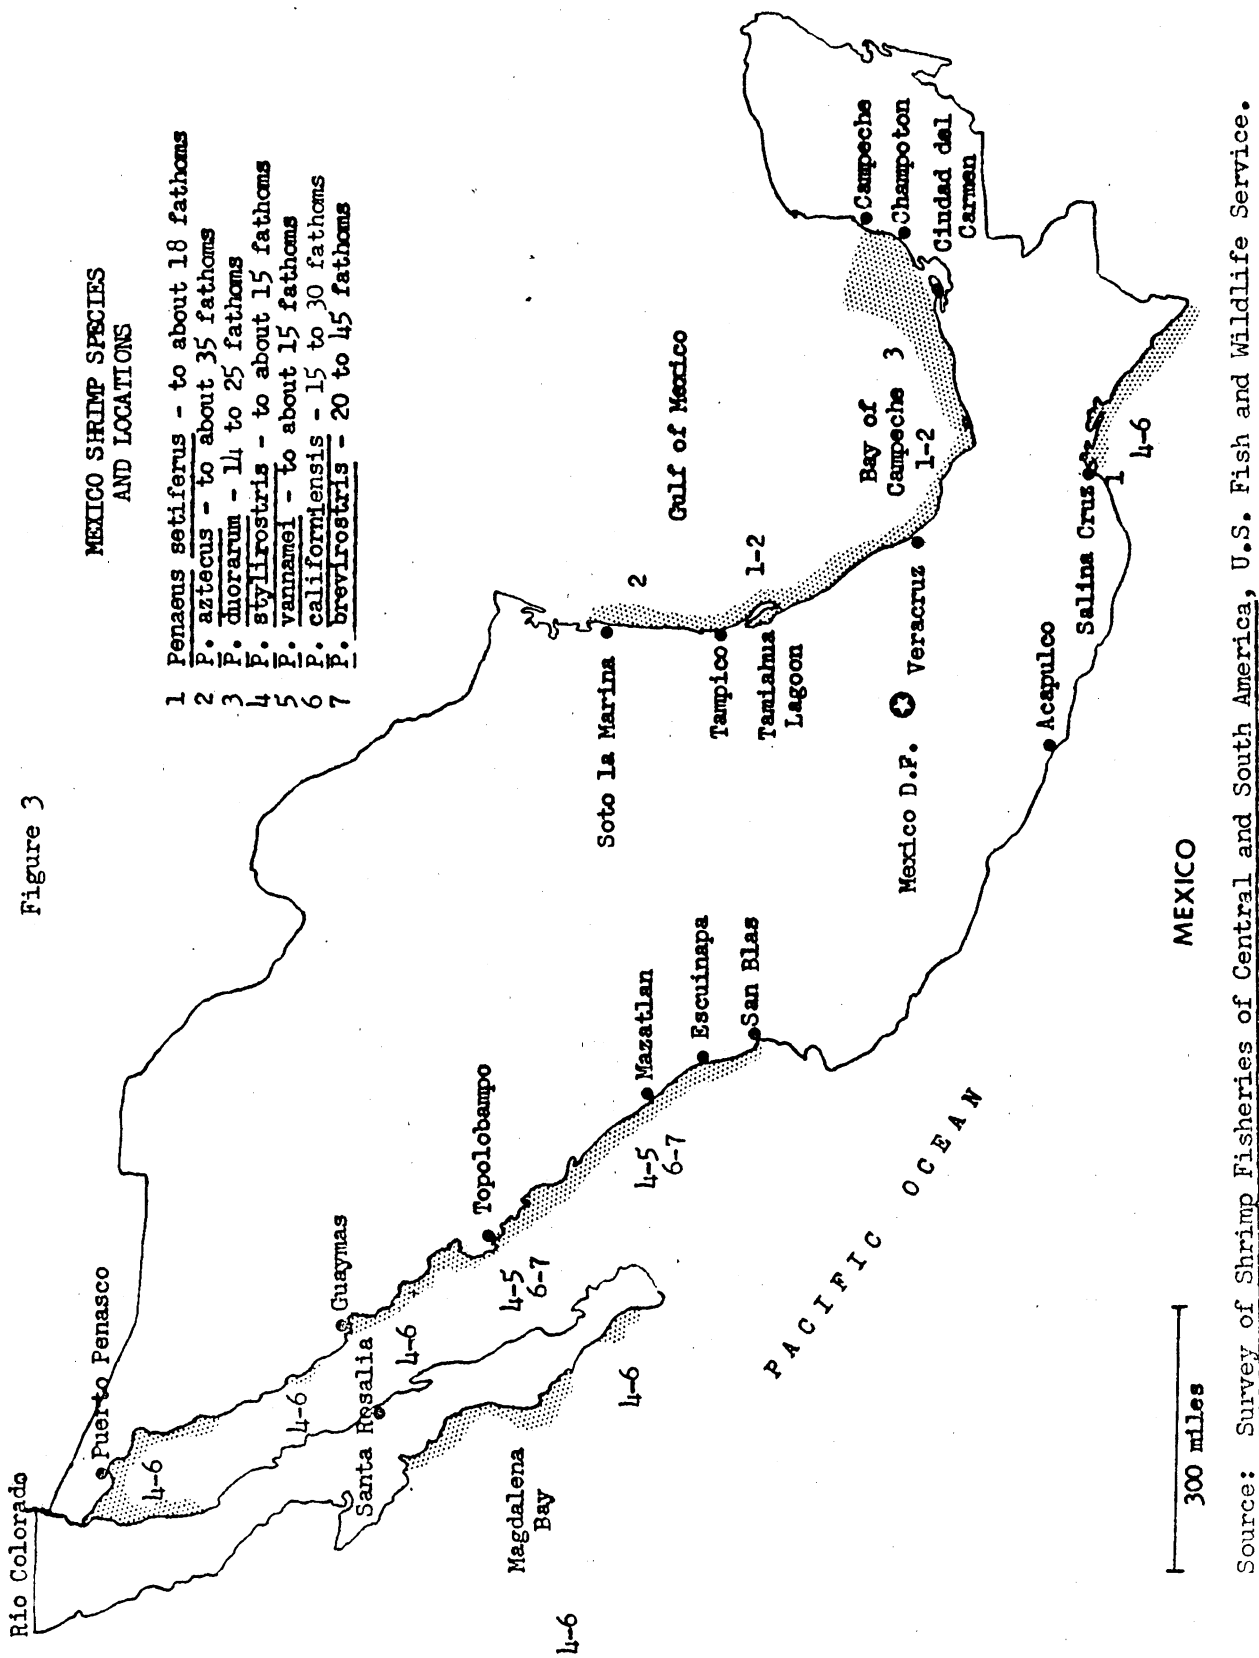 Figure 3
MEXICO SHRIMP SPECIES
AND LOCATIONS
1 Penaeus setiferus - to about 18 fathoms
2 P. aztecus - to about 35 fathoms
3 P. duorarum - 14 to 25 fathoms
4 P. stylirostris - to about 15 fathoms
5 P. vannamei - to about 15 fathoms
6 P. californiensis - 15 to 30 fathoms
7 P. brevirostris - 20 to 45 fathoms
Rio Colorado
Puerto Penasco
4-6
4-6
Guaymas
Santa Rosalia
4-6
Topolobampo
4-5
6-7
Magdalena
Bay
4-6
4-6
Mazatlan
4-5
6-7
Escuinapa
San Blas
Soto la Marina
2
Tampico
Tamiahua
Lagoon
1-2
Gulf of Mexico
Mexico D.F.
Veracruz
Bay of
Campeche 3
1-2
Campeche
Champoton
Ciudad del
Carmen
Acapulco
Salina Cruz
1
4-6
PACIFIC OCEAN
MEXICO
300 miles
Source: Survey of Shrimp Fisheries of Central and South America, U.S. Fish and Wildlife Service.